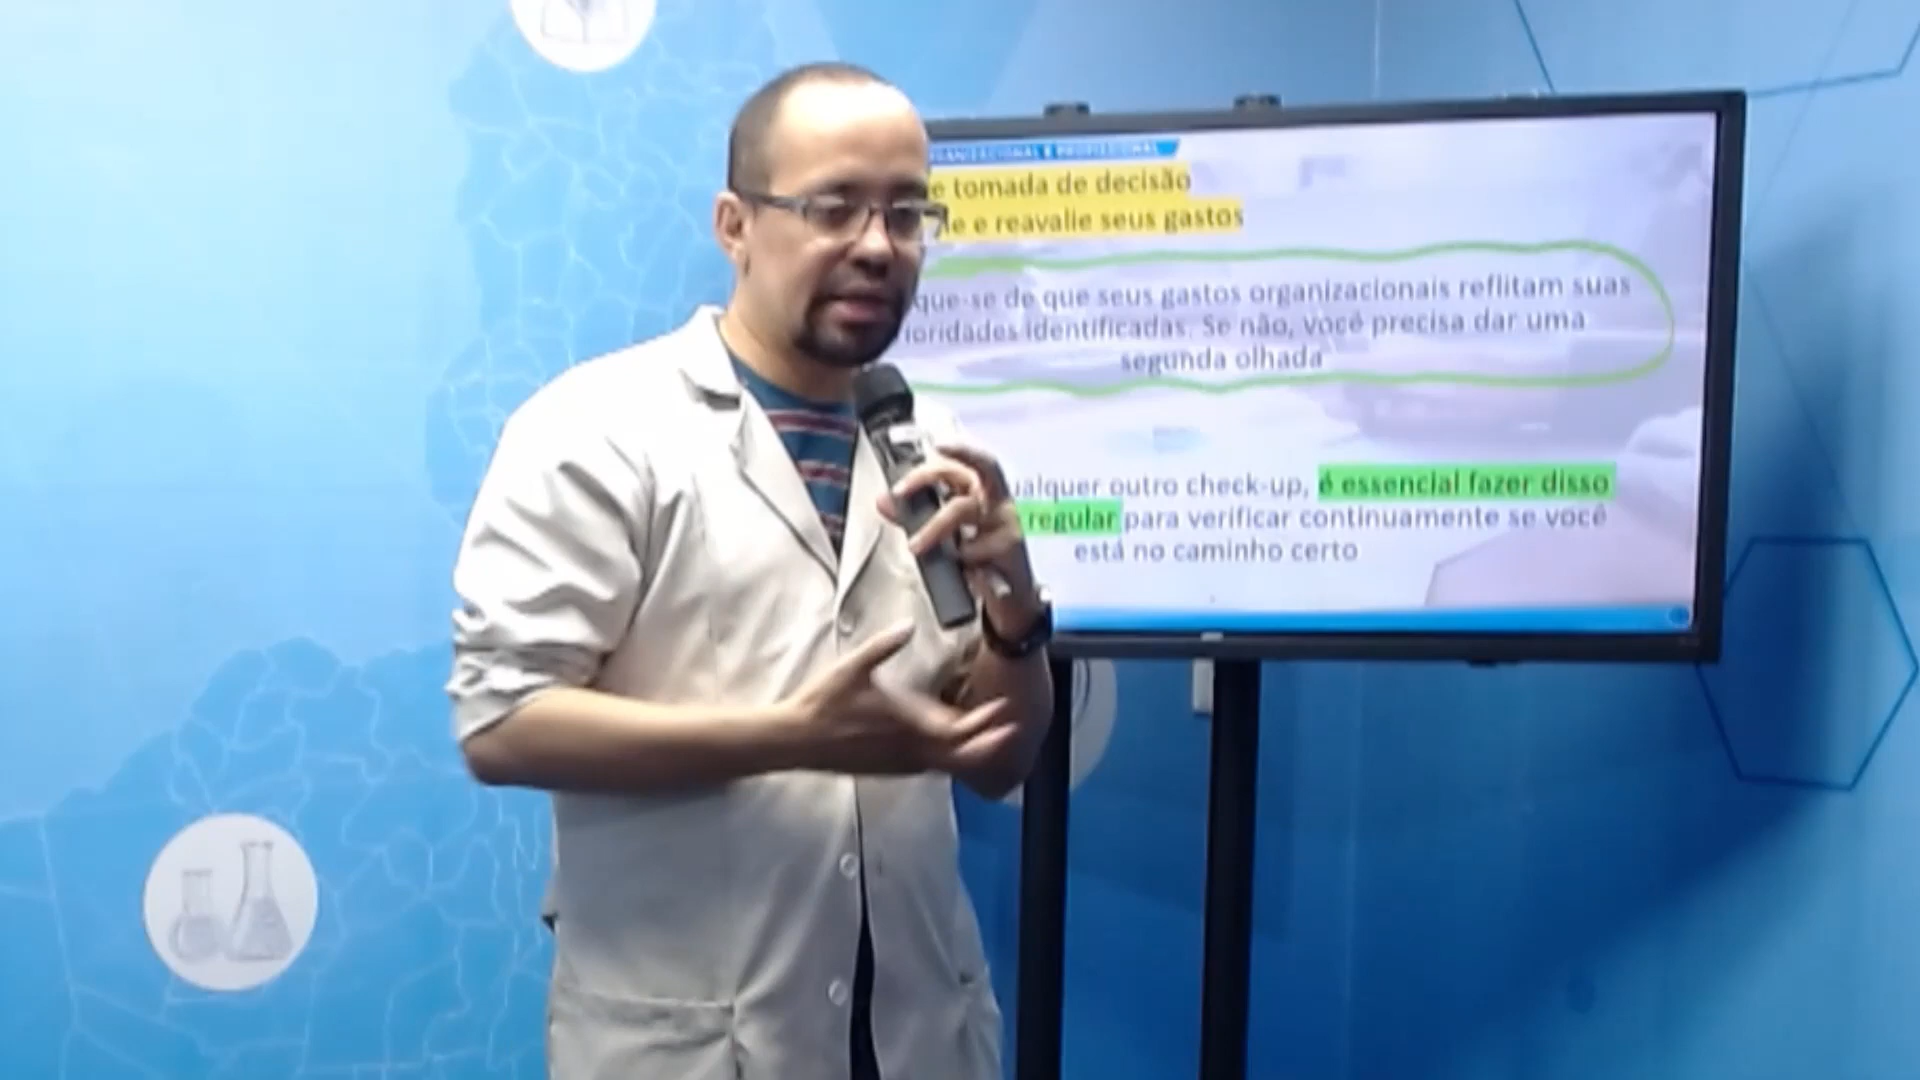 ORGANIZACIONAL E PROFISSIONAL
e tomada de decisão
e e reavalie seus gastos
que-se de que seus gastos organizacionais reflitam suas
ioridades identificadas. Se não, você precisa dar uma
segunda olhada
ualquer outro check-up, é essencial fazer disso
regular para verificar continuamente se você
está no caminho certo